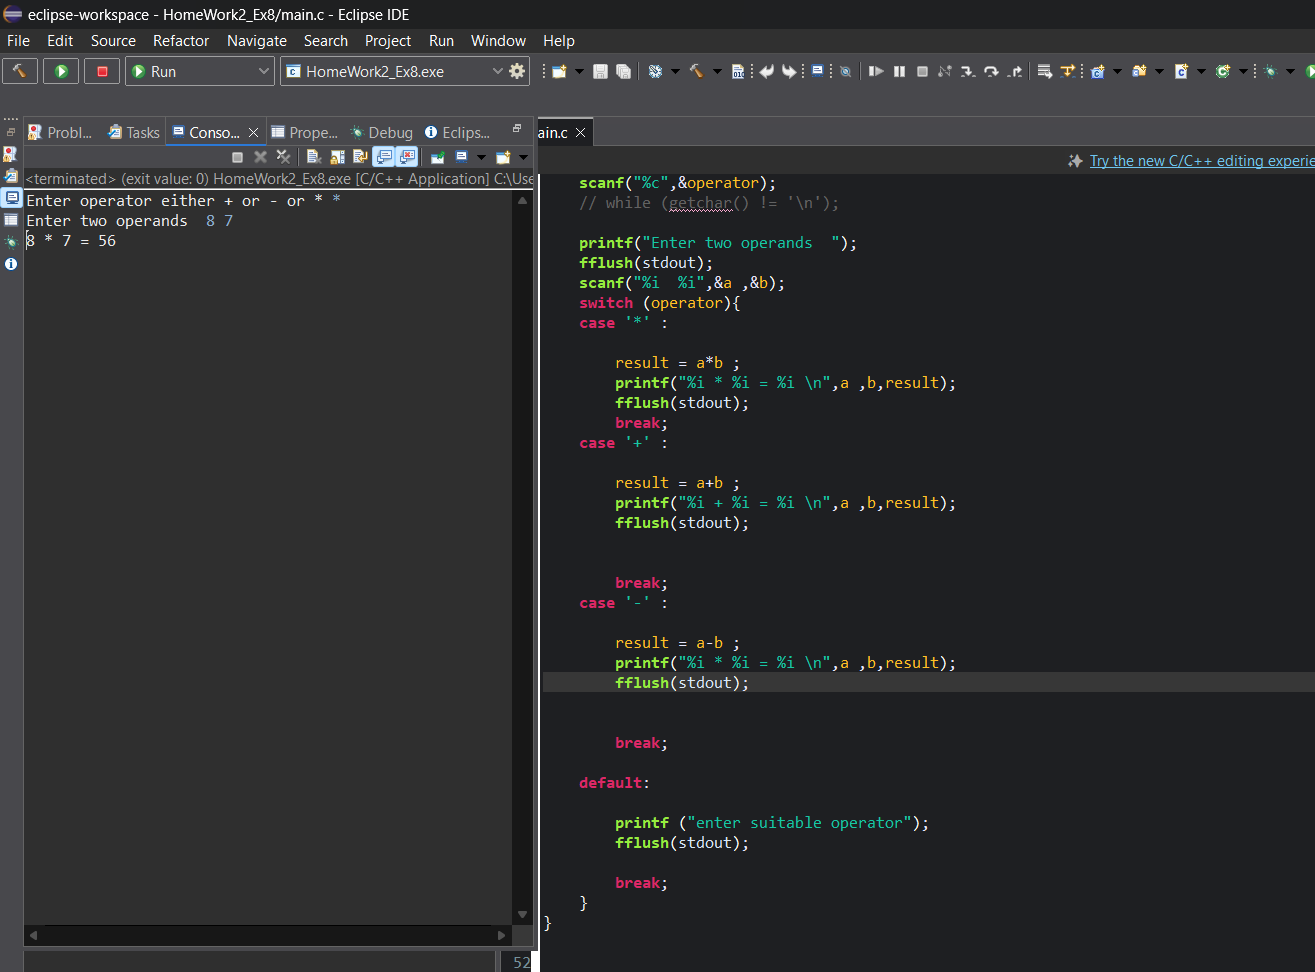 eclipse-workspace - HomeWork2_Ex8/main.c - Eclipse IDE
File Edit Source Refactor Navigate Search Project Run Window Help
Run HomeWork2_Ex8.exe
Probl... Tasks Conso... Prope... Debug Eclips...
<terminated> (exit value: 0) HomeWork2_Ex8.exe [C/C++ Application] C:\Use
Enter operator either + or - or * *
Enter two operands  8 7
8 * 7 = 56
52
ain.c
Try the new C/C++ editing experie
scanf("%c",&operator);
// while (getchar() != '\n');
printf("Enter two operands  ");
fflush(stdout);
scanf("%i  %i",&a ,&b);
switch (operator){
case '*' :
result = a*b ;
printf("%i * %i = %i \n",a ,b,result);
fflush(stdout);
break;
case '+' :
result = a+b ;
printf("%i + %i = %i \n",a ,b,result);
fflush(stdout);
break;
case '-' :
result = a-b ;
printf("%i * %i = %i \n",a ,b,result);
fflush(stdout);
break;
default:
printf ("enter suitable operator");
fflush(stdout);
break;
}
}